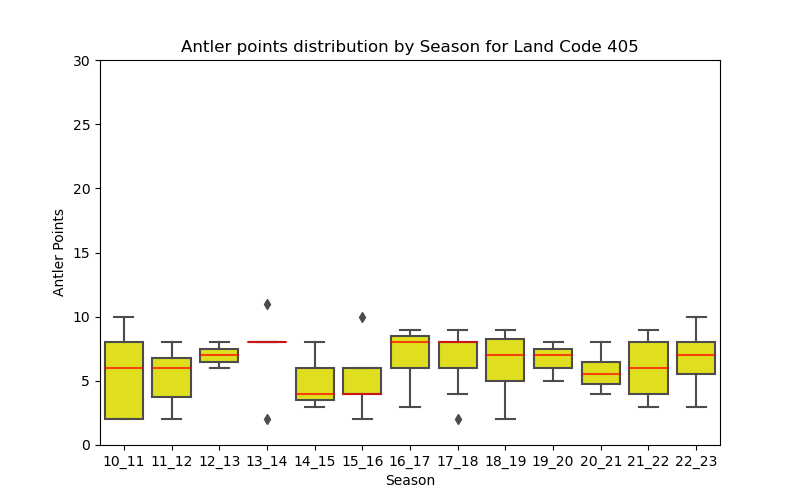 Antler points distribution by Season for Land Code 405
30
25
20
15
10
5
0
Antler Points
10_11 11_12 12_13 13_14 14_15 15_16 16_17 17_18 18_19 19_20 20_21 21_22 22_23
Season